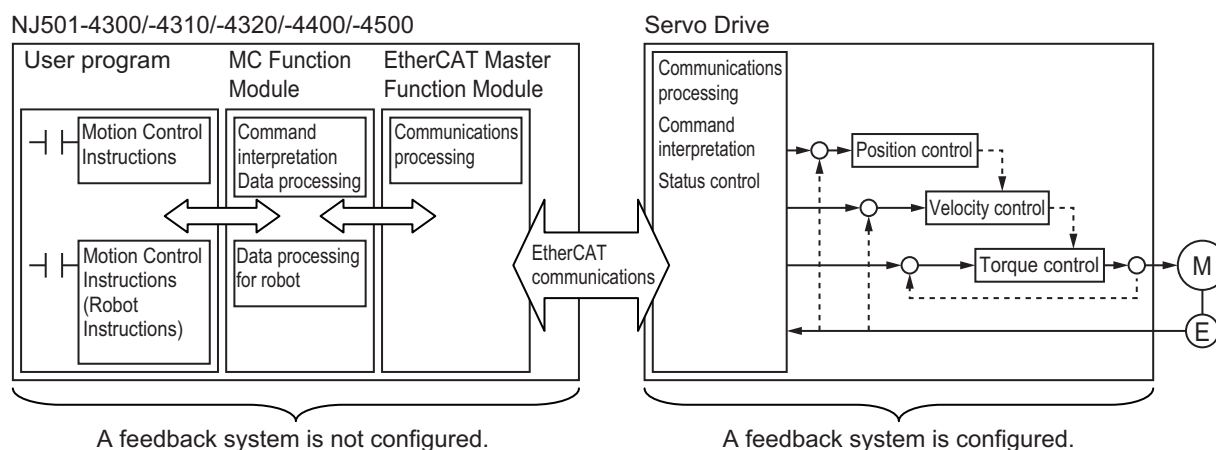 NJ501-4300/-4310/-4320/-4400/-4500
User program
MC Function
Module
EtherCAT Master
Function Module
Motion Control
Instructions
Command
interpretation
Data processing
Communications
processing
Motion Control
Instructions
(Robot
Instructions)
Data processing
for robot
EtherCAT
communications
A feedback system is not configured.
Servo Drive
Communications
processing
Command
interpretation
Status control
Position control
Velocity control
Torque control
M
E
A feedback system is configured.